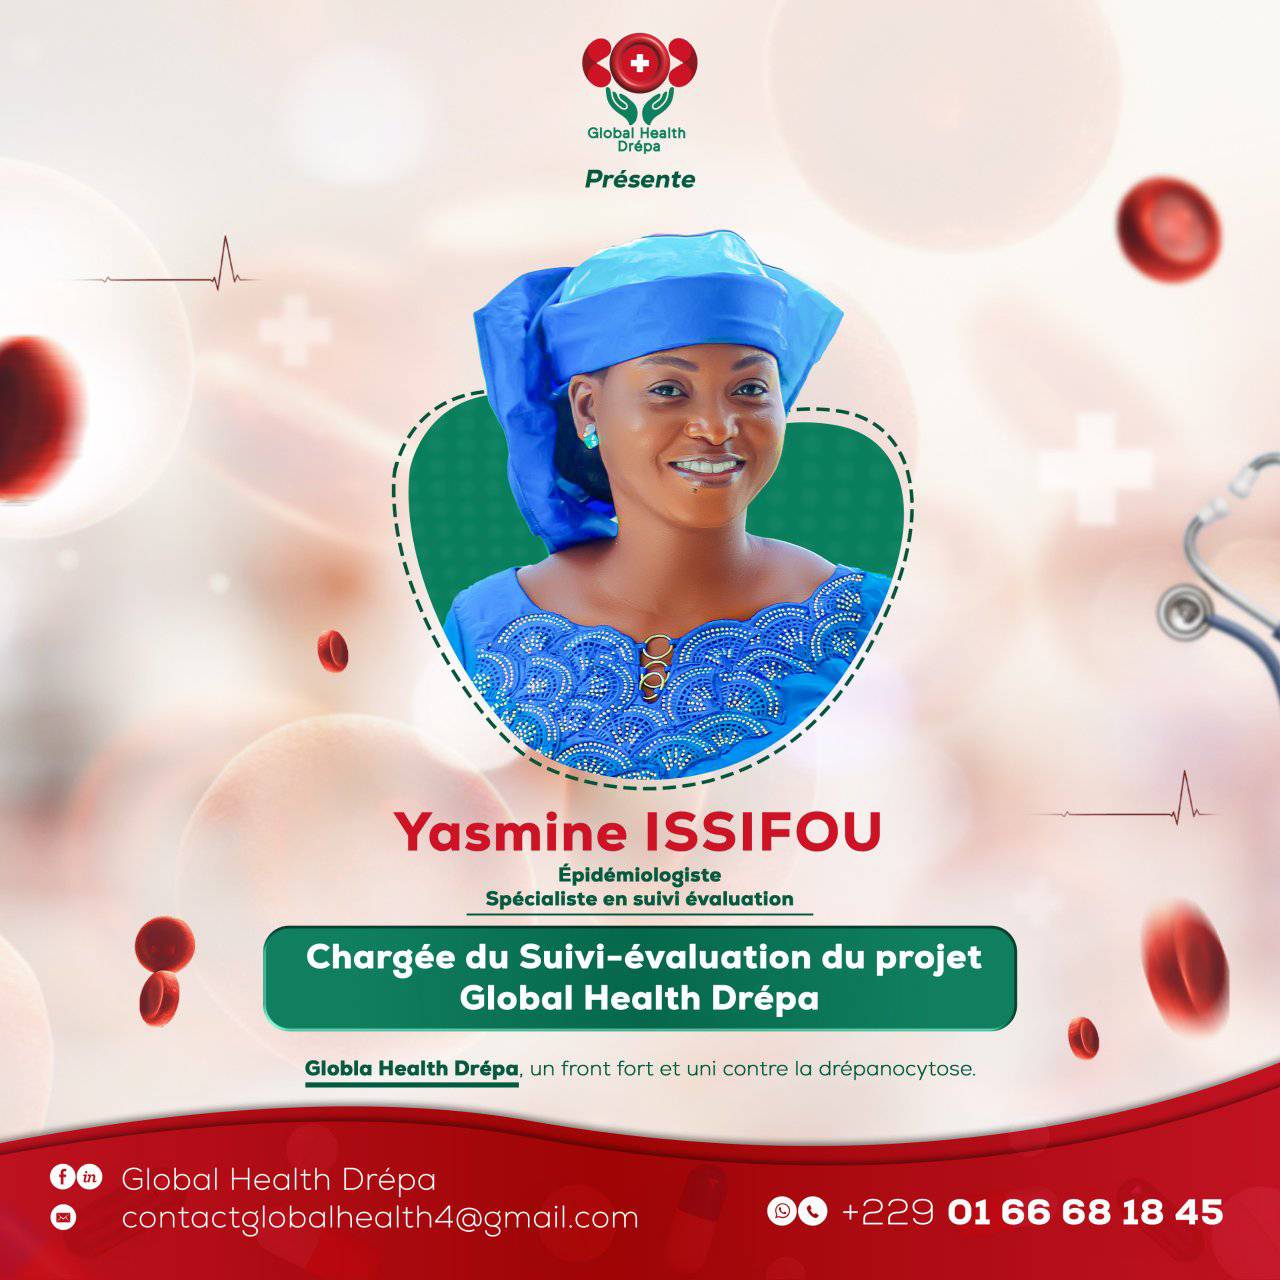 Global Health
Drépa
Présente
Yasmine ISSIFOU
Épidémiologiste
Spécialiste en suivi évaluation
Chargée du Suivi-évaluation du projet
Global Health Drépa
Globla Health Drépa, un front fort et uni contre la drépanocytose.
f in Global Health Drépa
contactglobalhealth4@gmail.com
+229 01 66 68 18 45